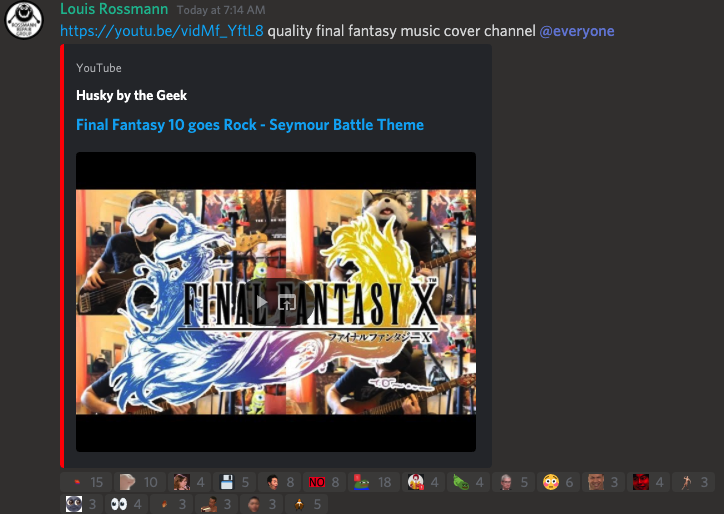 Louis Rossmann Today at 7:14 AM
https://youtu.be/vidMf_YftL8 quality final fantasy music cover channel @everyone
YouTube
Husky by the Geek
Final Fantasy 10 goes Rock - Seymour Battle Theme
FINAL FANTASY X™
ファイナルファンタジーX
15 10 4 5 8 NO 8 18 4 4 5 6 3 4 3
3 4 3 3 3 5